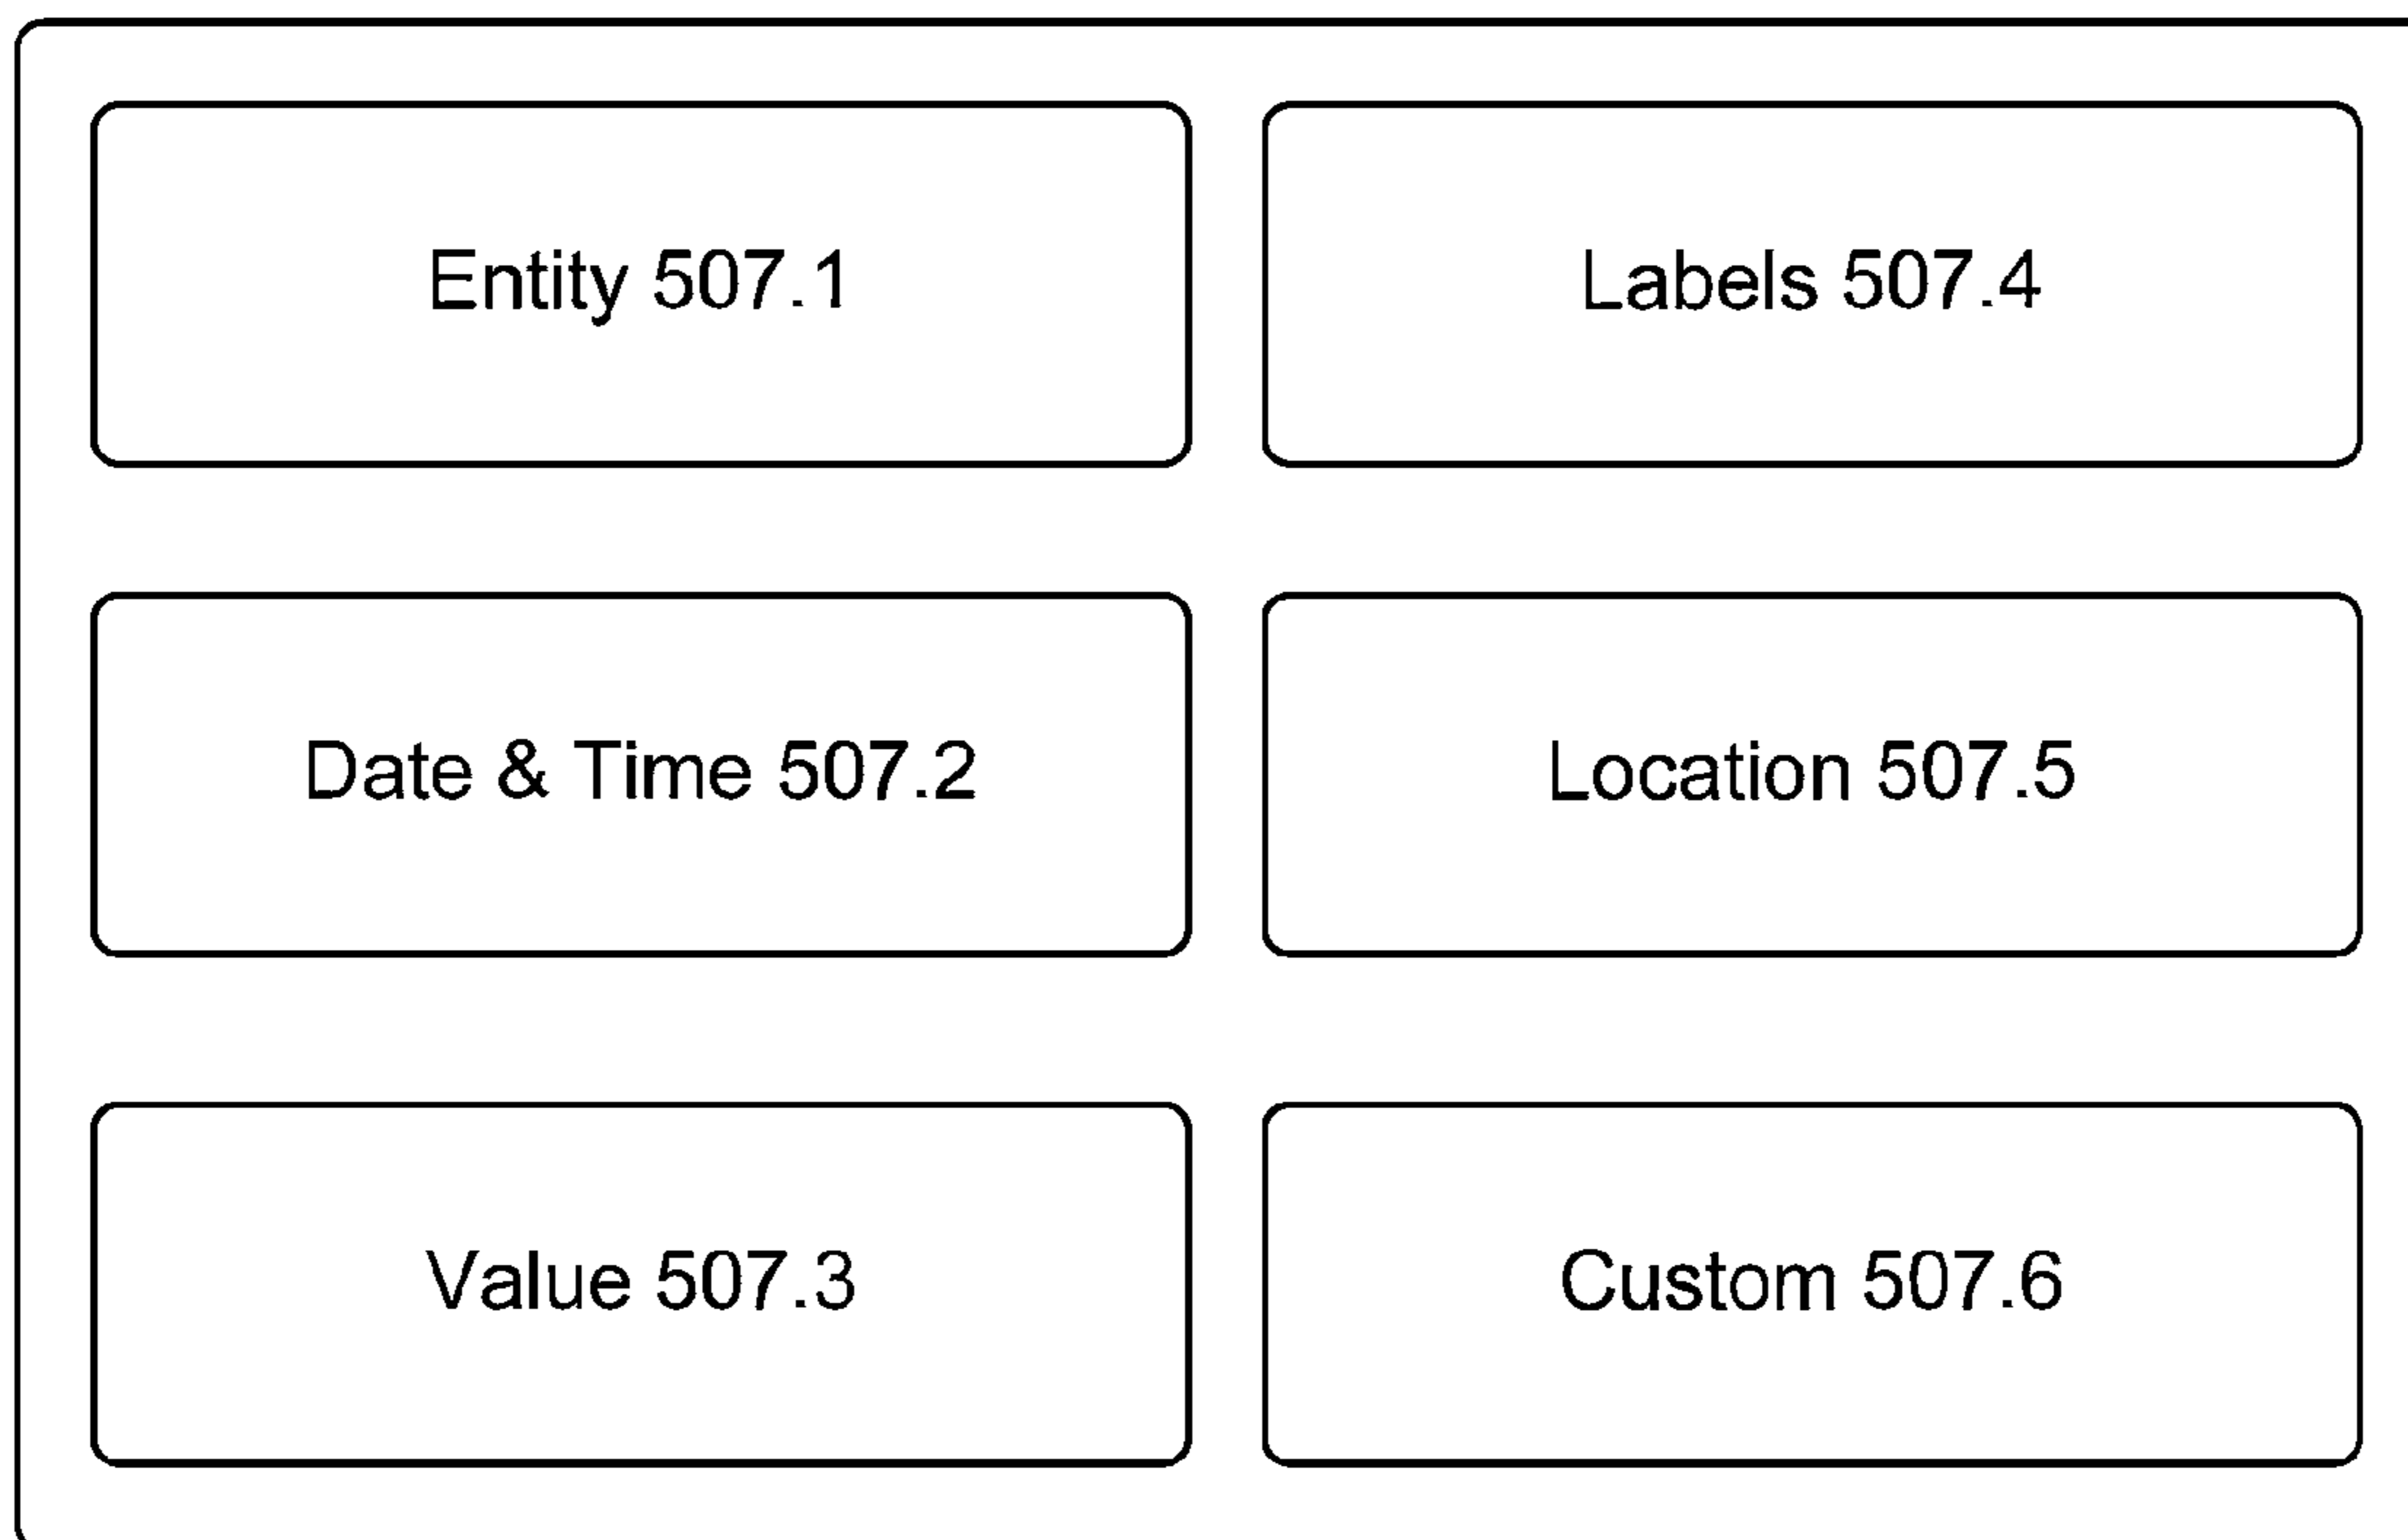 Entity 507.1
Labels 507.4
Date & Time 507.2
Location 507.5
Value 507.3
Custom 507.6